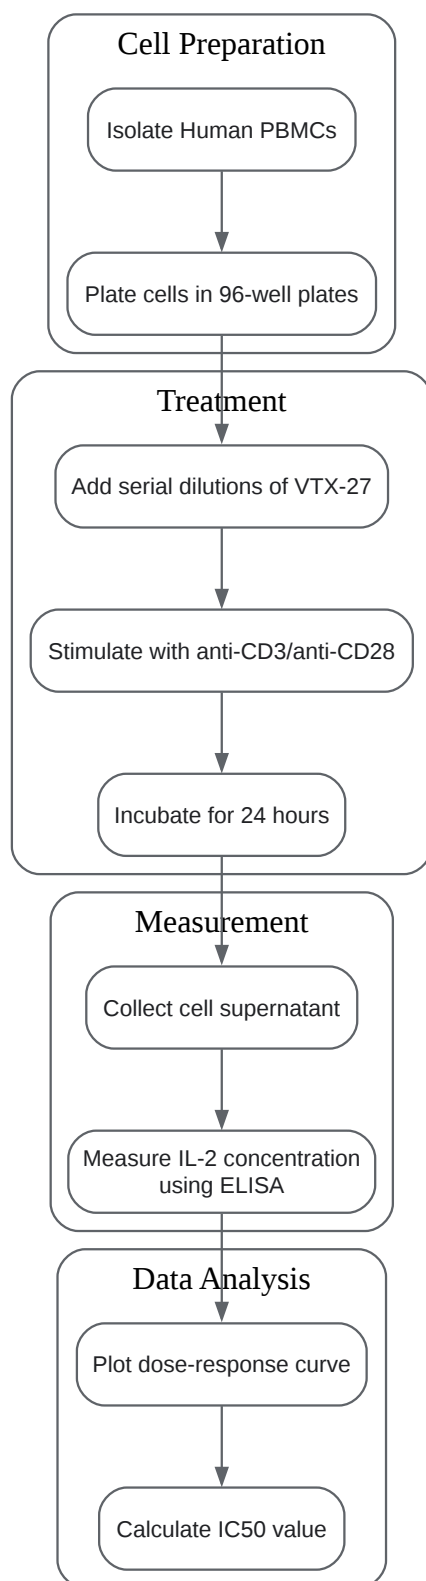 Cell Preparation
Isolate Human PBMCs
Plate cells in 96-well plates
Treatment
Add serial dilutions of VTX-27
Stimulate with anti-CD3/anti-CD28
Incubate for 24 hours
Measurement
Collect cell supernatant
Measure IL-2 concentration
using ELISA
Data Analysis
Plot dose-response curve
Calculate IC50 value